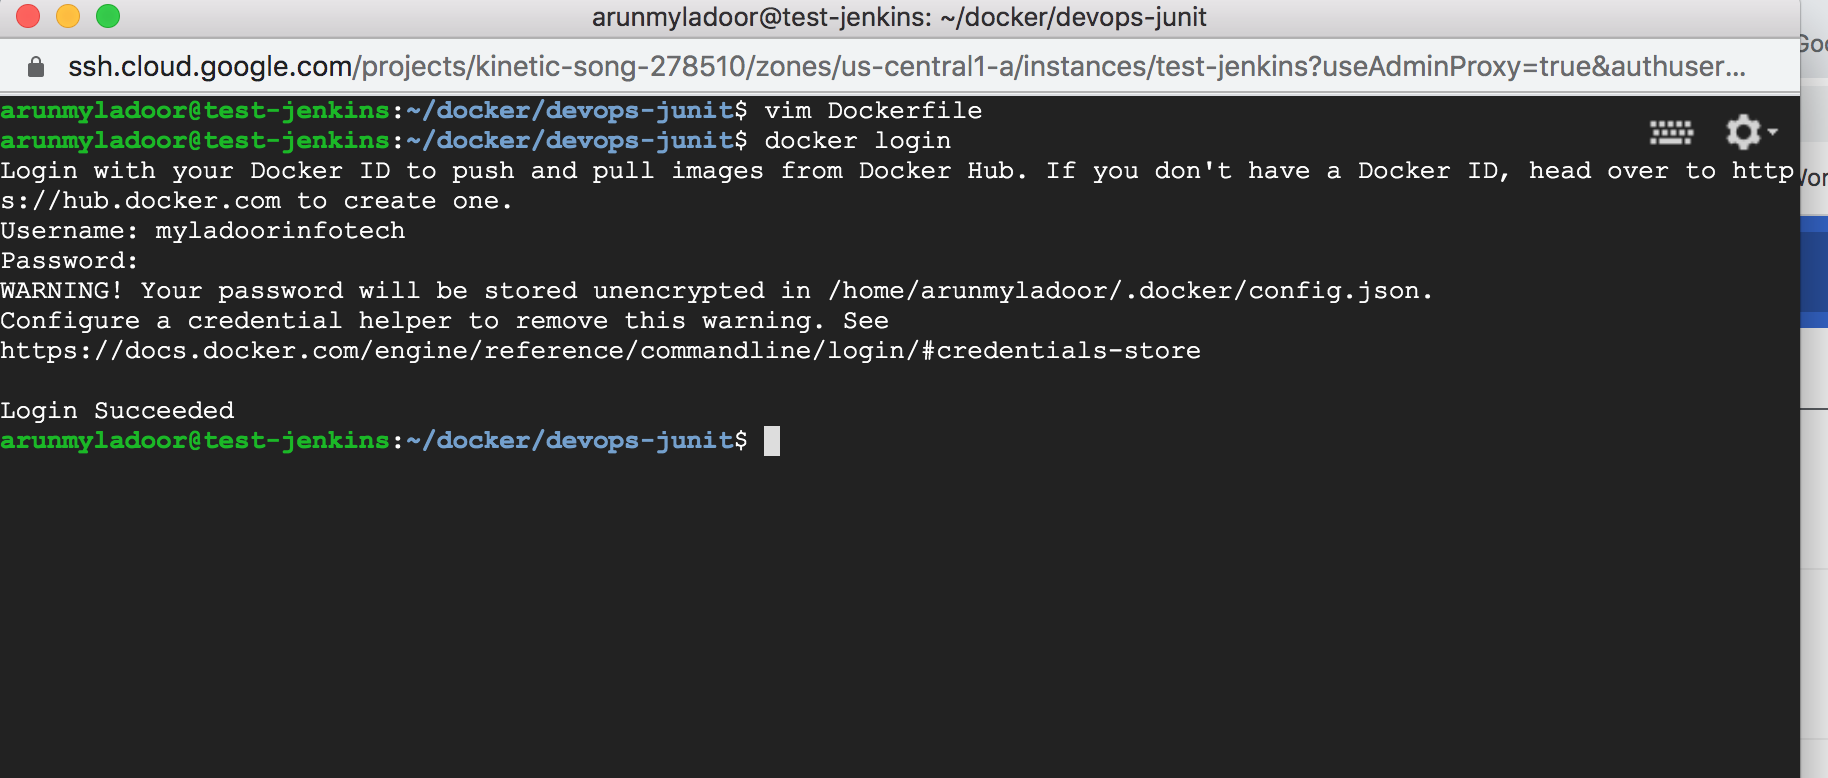 arunmyladoor@test-jenkins: ~/docker/devops-junit
ssh.cloud.google.com/projects/kinetic-song-278510/zones/us-central1-a/instances/test-jenkins?useAdminProxy=true&authuser...
arunmyladoor@test-jenkins:~/docker/devops-junit$ vim Dockerfile
arunmyladoor@test-jenkins:~/docker/devops-junit$ docker login
Login with your Docker ID to push and pull images from Docker Hub. If you don't have a Docker ID, head over to http
s://hub.docker.com to create one.
Username: myladoorinfotech
Password:
WARNING! Your password will be stored unencrypted in /home/arunmyladoor/.docker/config.json.
Configure a credential helper to remove this warning. See
https://docs.docker.com/engine/reference/commandline/login/#credentials-store
Login Succeeded
arunmyladoor@test-jenkins:~/docker/devops-junit$